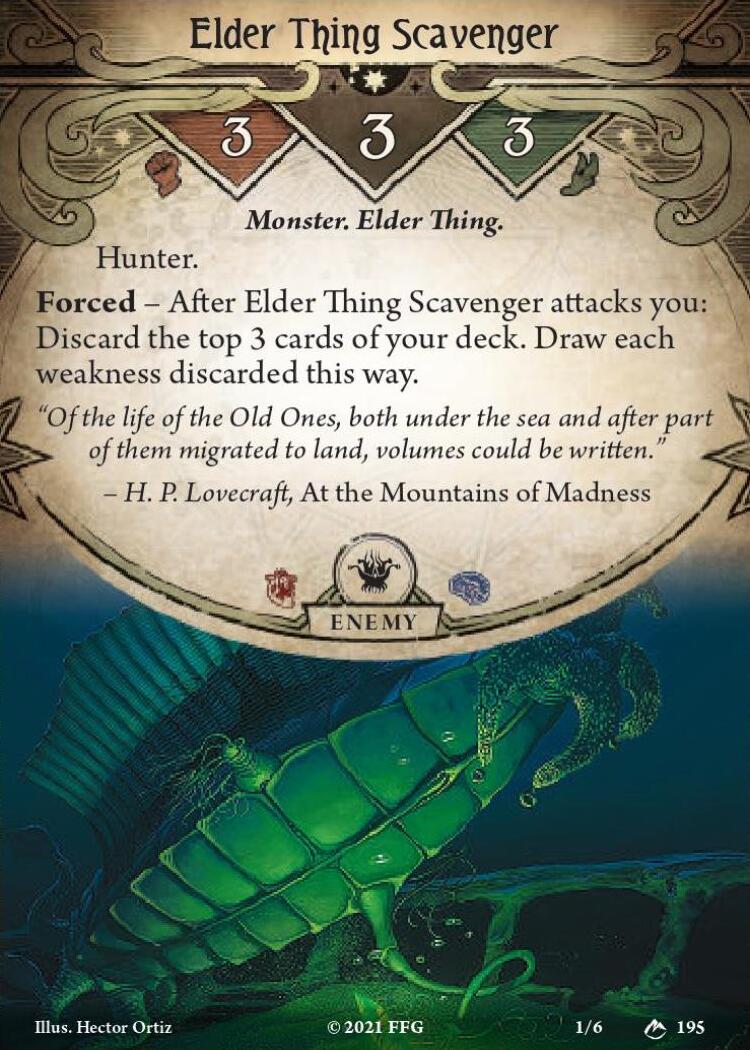 Elder Thing Scavenger
3 3 3
Monster. Elder Thing.
Hunter.
Forced – After Elder Thing Scavenger attacks you:
Discard the top 3 cards of your deck. Draw each
weakness discarded this way.
“Of the life of the Old Ones, both under the sea and after part
of them migrated to land, volumes could be written.”
– H. P. Lovecraft, At the Mountains of Madness
ENEMY
Illus. Hector Ortiz © 2021 FFG 1/6 195